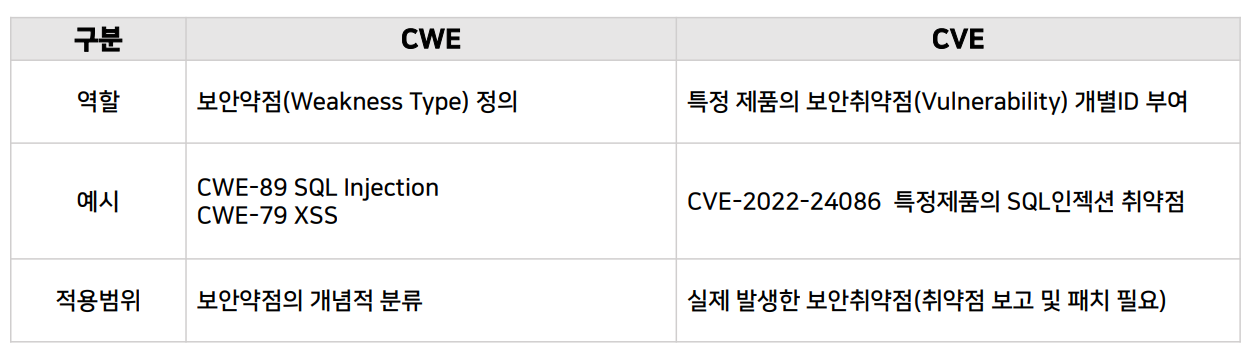 구분 CWE CVE
역할 보안약점(Weakness Type) 정의 특정 제품의 보안취약점(Vulnerability) 개별ID 부여
예시 CWE-89 SQL Injection
CWE-79 XSS
CVE-2022-24086 특정제품의 SQL인젝션 취약점
적용범위 보안약점의 개념적 분류 실제 발생한 보안취약점(취약점 보고 및 패치 필요)